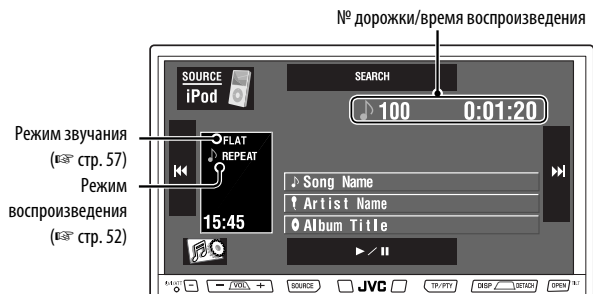 № дорожки/время воспроизведения
SOURCE
iPod
SEARCH
100 0:01:20
Режим звучания
(☞ стр. 57)
FLAT
REPEAT
Режим
воспроизведения
(☞ стр. 52)
Song Name
Artist Name
Album Title
15:45
VOL
SOURCE
JVC
TP/PTY
DISP
DETACH
OPEN
TILT